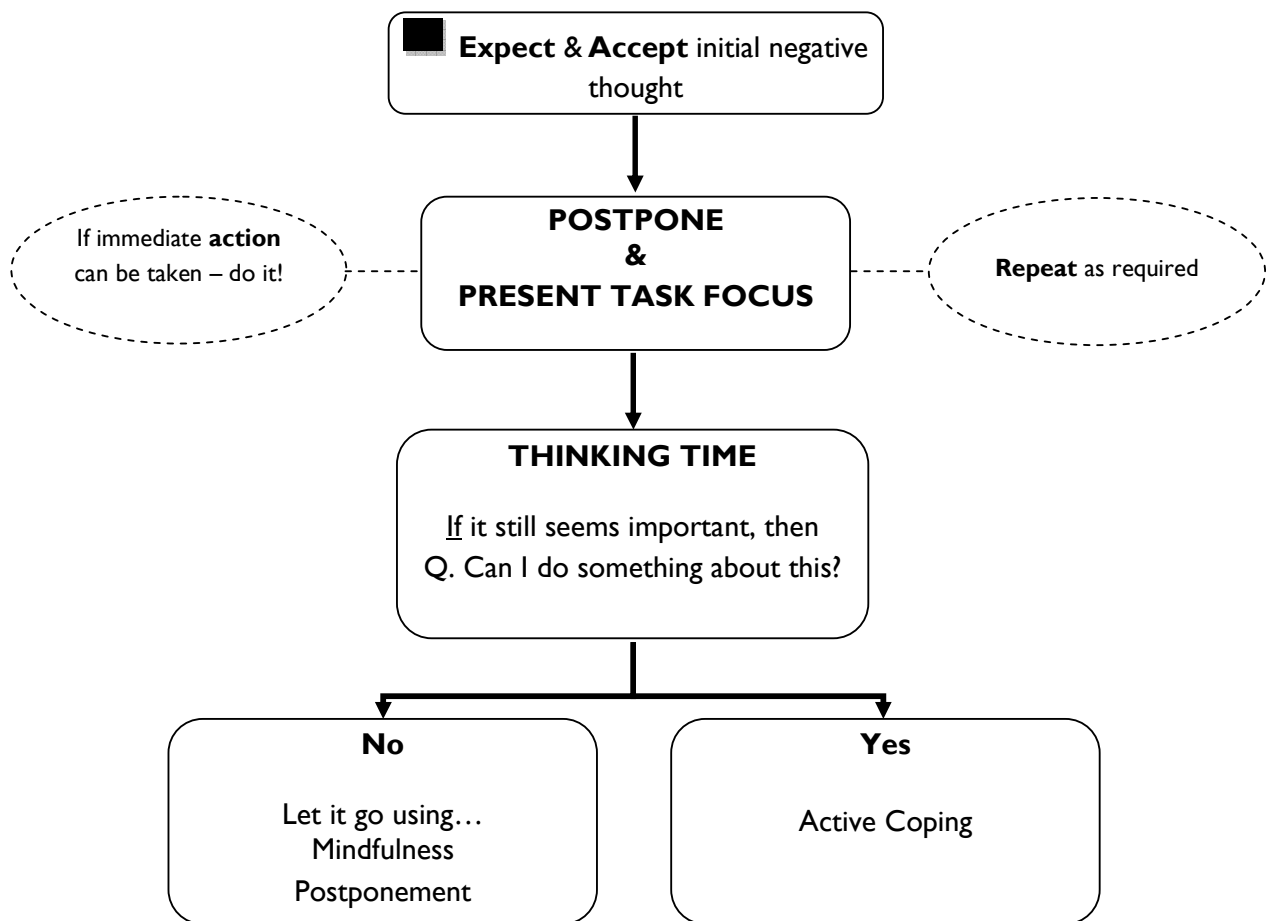 Expect & Accept initial negative
thought
POSTPONE
&
PRESENT TASK FOCUS
If immediate action
can be taken – do it!
Repeat as required
THINKING TIME
If it still seems important, then
Q. Can I do something about this?
No
Let it go using…
Mindfulness
Postponement
Yes
Active Coping